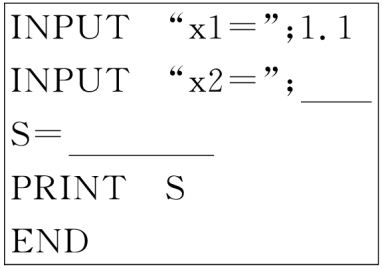 INPUT “x1=”;1.1
INPUT “x2=”;____
S=________
PRINT S
END